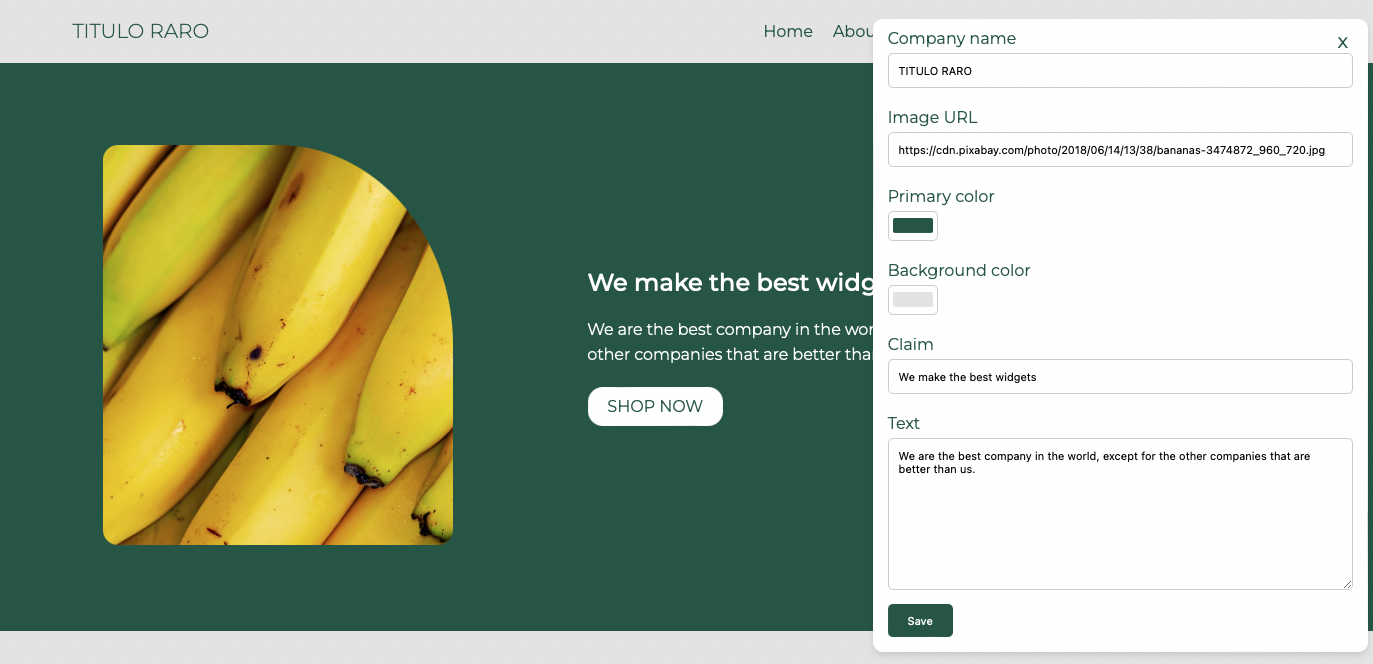 TITULO RARO
Home
Abou
We make the best widg
We are the best company in the wor
other companies that are better tha
SHOP NOW
Company name
X
TITULO RARO
Image URL
https://cdn.pixabay.com/photo/2018/06/14/13/38/bananas-3474872_960_720.jpg
Primary color
Background color
Claim
We make the best widgets
Text
We are the best company in the world, except for the other companies that are
better than us.
Save